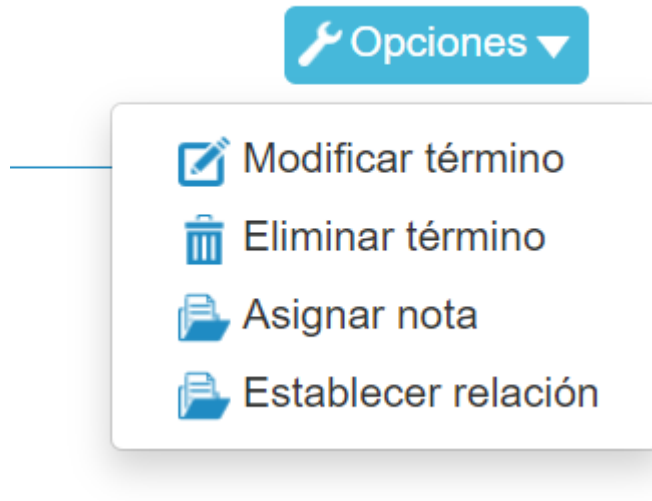 Opciones
Modificar término
Eliminar término
Asignar nota
Establecer relación